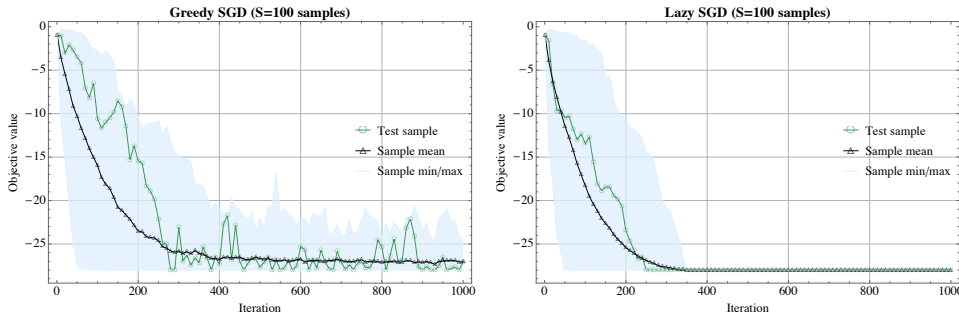 Greedy SGD (S=100 samples)
0
−5
−10
−15
−20
−25
Objective value
Test sample
Sample mean
Sample min/max
0 200 400 600 800 1000
Iteration
Lazy SGD (S=100 samples)
0
−5
−10
−15
−20
−25
Objective value
Test sample
Sample mean
Sample min/max
0 200 400 600 800 1000
Iteration